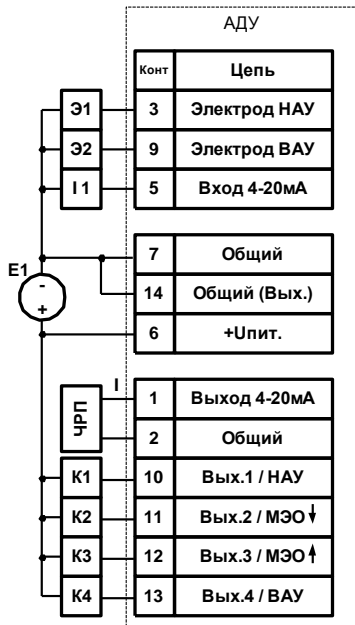 АДУ
Конт Цепь
Э1 3 Электрод НАУ
Э2 9 Электрод ВАУ
I 1 5 Вход 4-20мА
7 Общий
E1
-
+
14 Общий (Вых.)
6 +Uпит.
ЧРП
I
1 Выход 4-20мА
2 Общий
К1 10 Вых.1 / НАУ
К2 11 Вых.2 / МЭО↓
К3 12 Вых.3 / МЭО↑
К4 13 Вых.4 / ВАУ